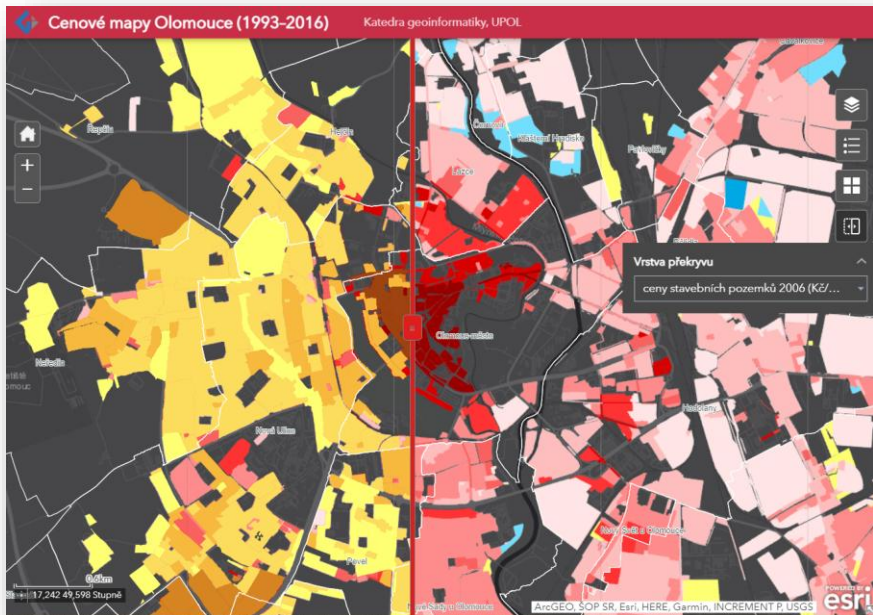 Cenové mapy Olomouce (1993–2016)
Katedra geoinformatiky, UPOL
Řepčín
Hejčín
Černovír
Klášterní Hradisko
Pavlovičky
Lazce
+
−
Vrstva překryvu
ceny stavebních pozemků 2006 (Kč/...
Olomouc-město
Neředín
Nová Ulice
Hodolany
Nový Svět u Olomouce
Povel
Nové Sady u Olomouce
0,6km
17,242 49,598 Stupně
ArcGEO, ŠOP SR, Esri, HERE, Garmin, INCREMENT P, USGS
POWERED BY
esri